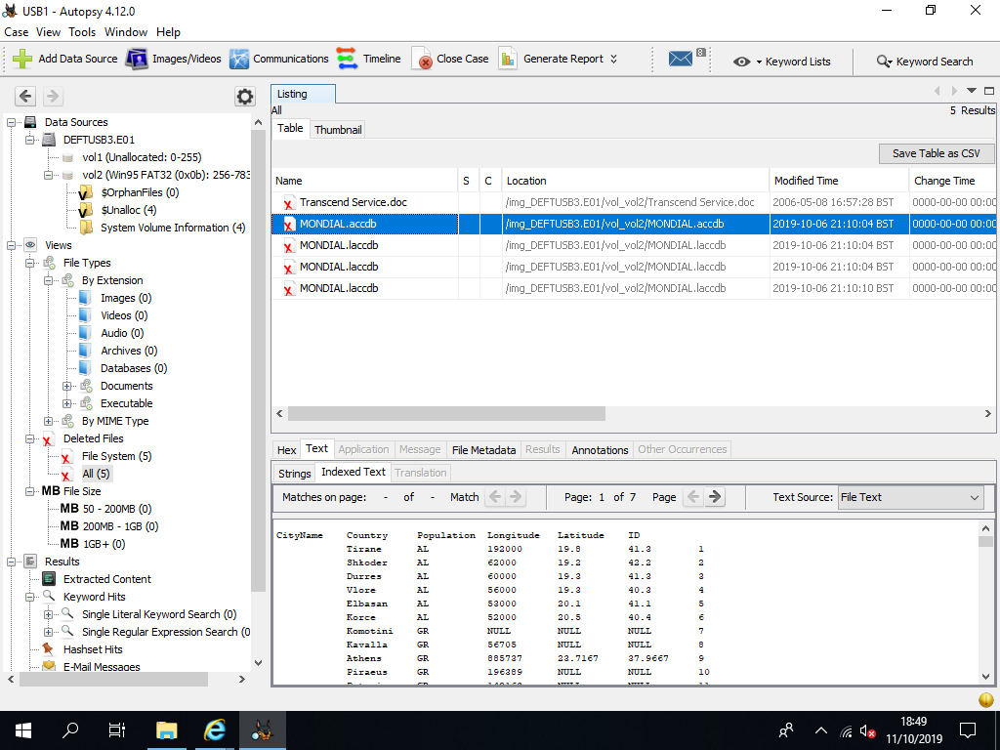 USB1 - Autopsy 4.12.0
Case View Tools Window Help
Add Data Source Images/Videos Communications Timeline Close Case Generate Report 8 Keyword Lists Keyword Search
Data Sources
DEFTUSB3.E01
vol1 (Unallocated: 0-255)
vol2 (Win95 FAT32 (0x0b): 256-783
$OrphanFiles (0)
$Unalloc (4)
System Volume Information (4)
Views
File Types
By Extension
Images (0)
Videos (0)
Audio (0)
Archives (0)
Databases (0)
Documents
Executable
By MIME Type
Deleted Files
File System (5)
All (5)
MB File Size
MB 50 - 200MB (0)
MB 200MB - 1GB (0)
MB 1GB+ (0)
Results
Extracted Content
Keyword Hits
Single Literal Keyword Search (0)
Single Regular Expression Search (0
Hashset Hits
E-Mail Messages
Listing
All
5 Results
Table Thumbnail
Save Table as CSV
Name S C Location Modified Time Change Time
Transcend Service.doc /img_DEFTUSB3.E01/vol_vol2/Transcend Service.doc 2006-05-08 16:57:28 BST 0000-00-00 00:00
MONDIAL.accdb /img_DEFTUSB3.E01/vol_vol2/MONDIAL.accdb 2019-10-06 21:10:04 BST 0000-00-00 00:00
MONDIAL.laccdb /img_DEFTUSB3.E01/vol_vol2/MONDIAL.laccdb 2019-10-06 21:10:04 BST 0000-00-00 00:00
MONDIAL.laccdb /img_DEFTUSB3.E01/vol_vol2/MONDIAL.laccdb 2019-10-06 21:10:04 BST 0000-00-00 00:00
MONDIAL.laccdb /img_DEFTUSB3.E01/vol_vol2/MONDIAL.laccdb 2019-10-06 21:10:10 BST 0000-00-00 00:00
Hex Text Application Message File Metadata Results Annotations Other Occurrences
Strings Indexed Text Translation
Matches on page: - of - Match Page: 1 of 7 Page Text Source: File Text
CityName Country Population Longitude Latitude ID
Tirane AL 192000 19.8 41.3 1
Shkoder AL 62000 19.2 42.2 2
Durres AL 60000 19.3 41.3 3
Vlore AL 56000 19.3 40.3 4
Elbasan AL 53000 20.1 41.1 5
Korce AL 52000 20.5 40.4 6
Komotini GR NULL NULL NULL 7
Kavalla GR 56705 NULL NULL 8
Athens GR 885737 23.7167 37.9667 9
Piraeus GR 196389 NULL NULL 10
18:49
11/10/2019